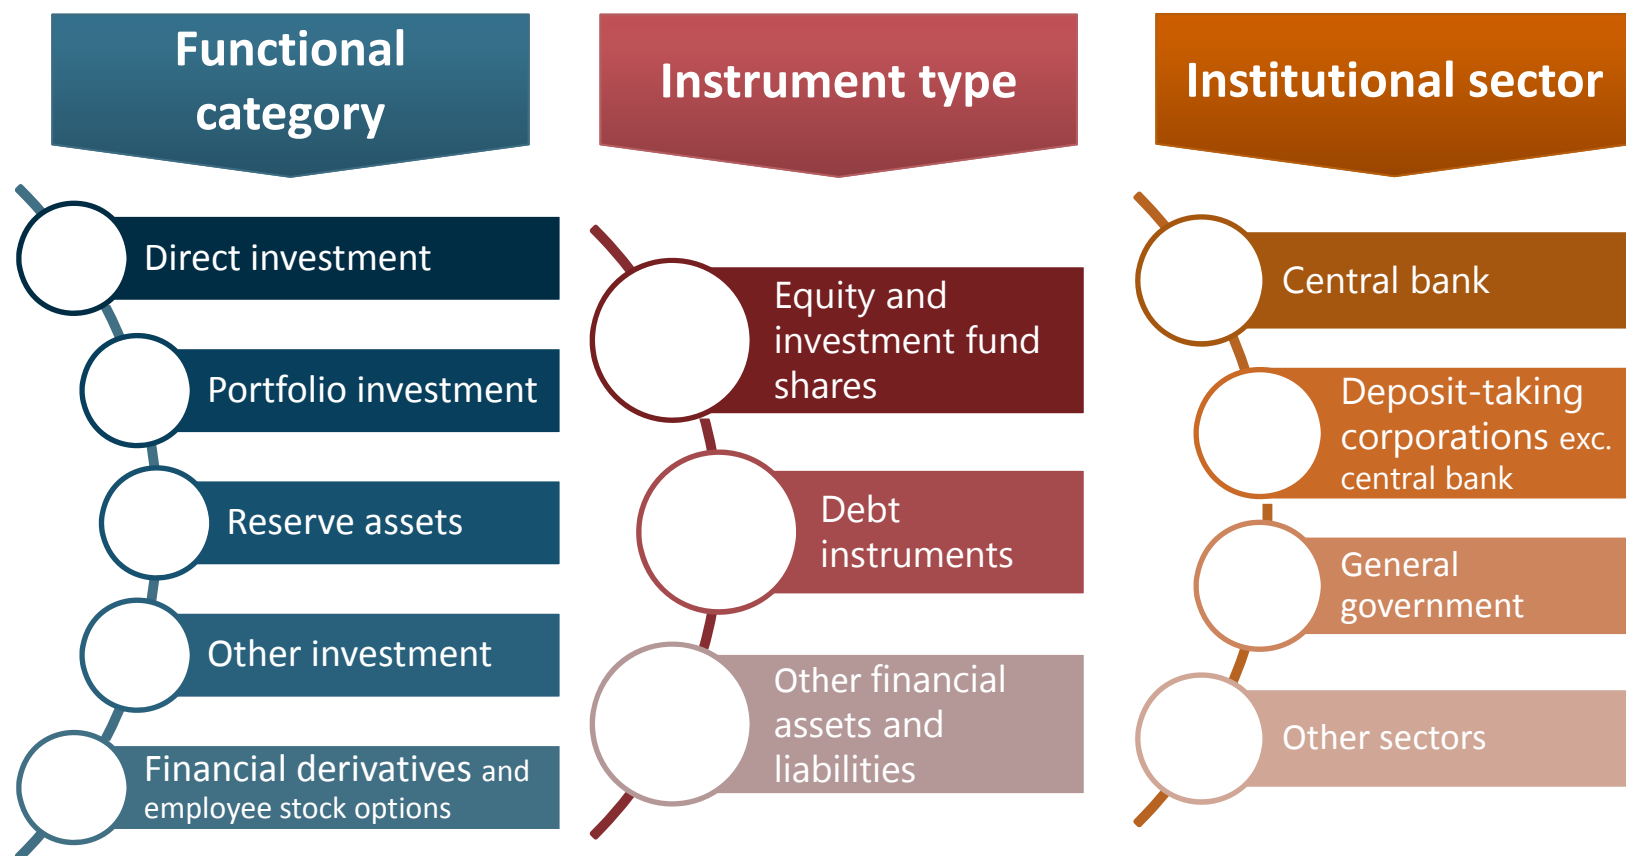 Functional
category
Direct investment
Portfolio investment
Reserve assets
Other investment
Financial derivatives and
employee stock options
Instrument type
Equity and
investment fund
shares
Debt
instruments
Other financial
assets and
liabilities
Institutional sector
Central bank
Deposit-taking
corporations exc.
central bank
General
government
Other sectors